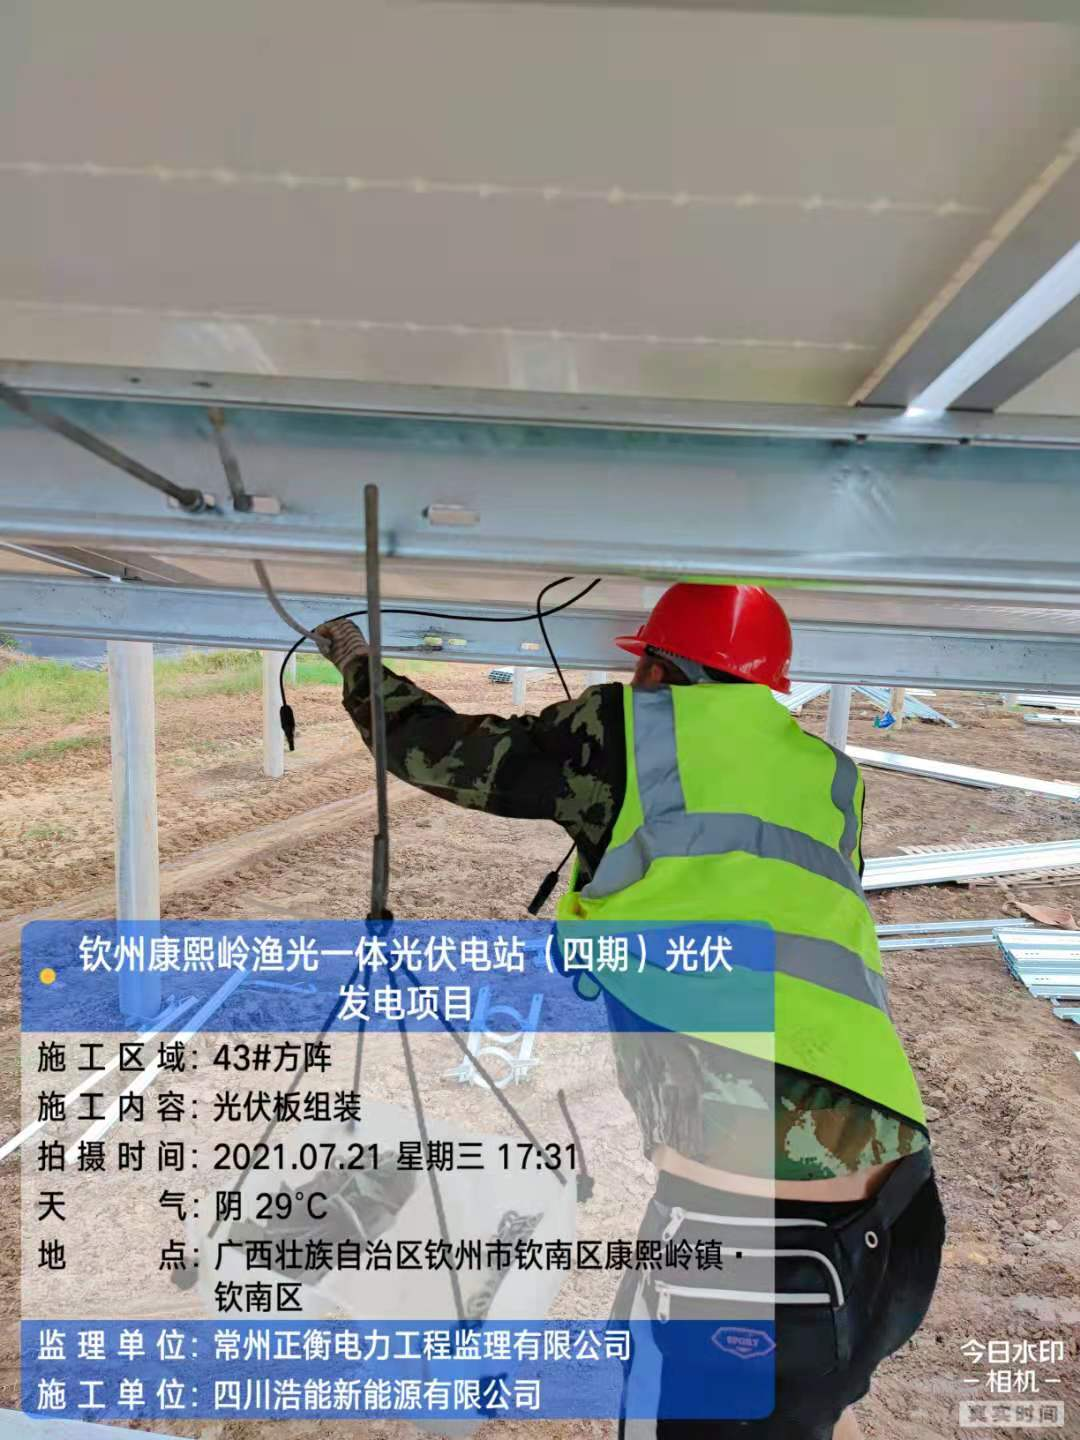 钦州康熙岭渔光一体光伏电站（四期）光伏
发电项目
施工区域：43#方阵
施工内容：光伏板组装
拍摄时间：2021.07.21 星期三 17:31
天气：阴 29℃
地点：广西壮族自治区钦州市钦南区康熙岭镇·
钦南区
监理单位：常州正衡电力工程监理有限公司
施工单位：四川浩能新能源有限公司
今日水印
相机
真实时间
SPORT